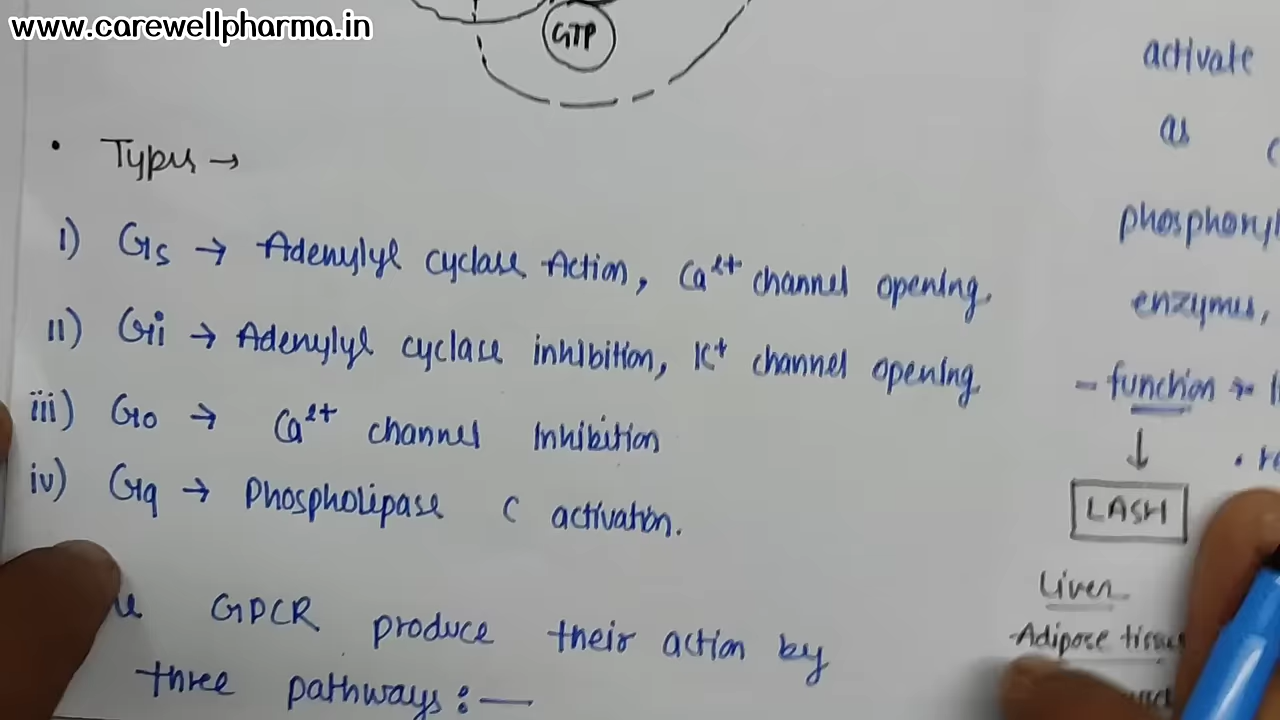 www.carewellpharma.in
GTP
• Types →
i) Gs → Adenylyl cyclase Action, Ca2+ channel opening.
ii) Gi → Adenylyl cyclase inhibition, K+ channel opening.
iii) Go → Ca2+ channel Inhibition
iv) Gq → Phospholipase C activation.
GPCR produce their action by
three pathways:—
activate
as
phosphoryl
enzymes,
- function →
↓
LASH
Liver
Adipose tissue